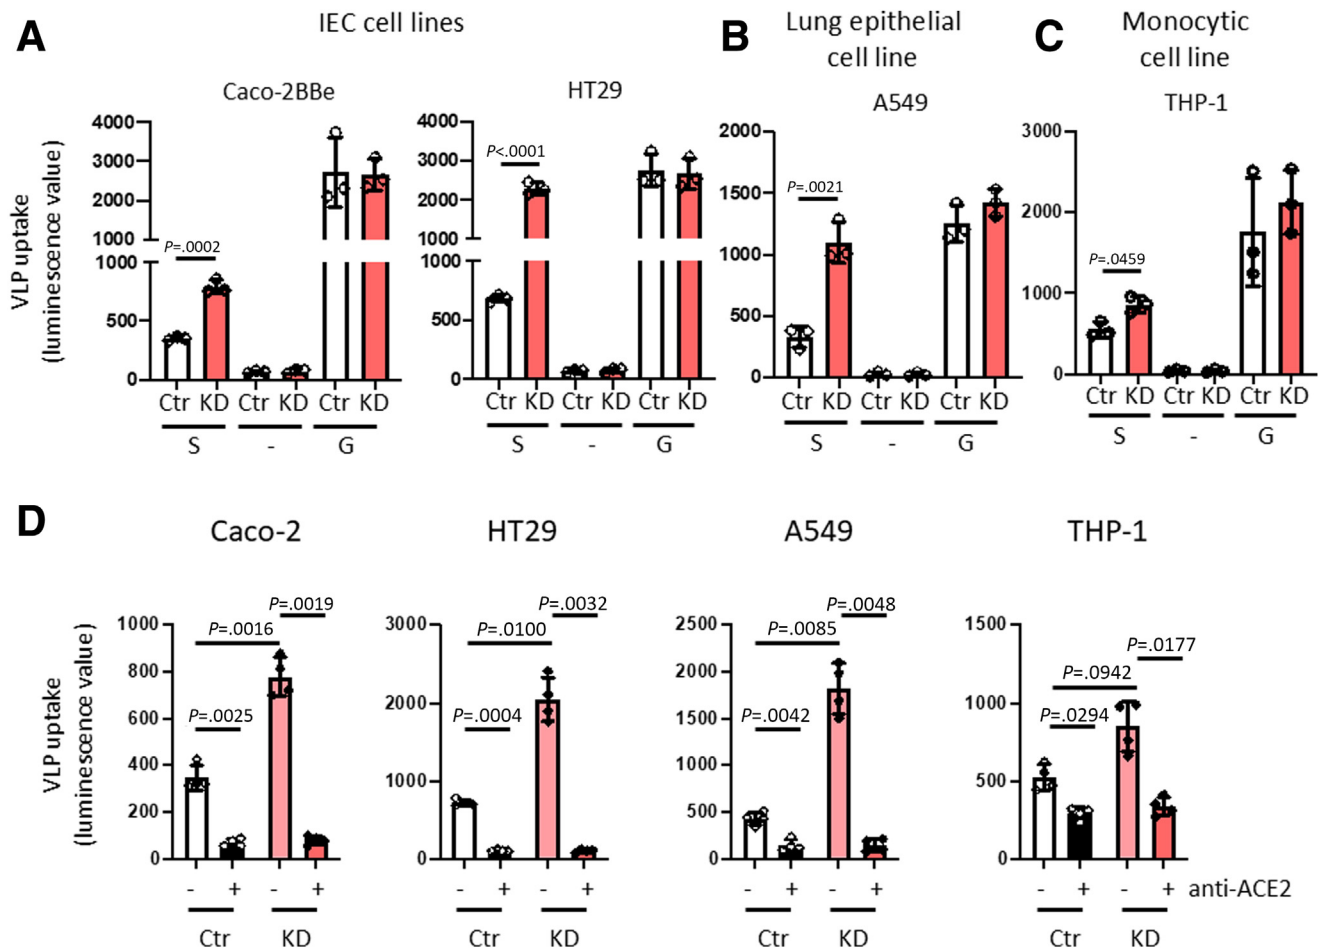 A
IEC cell lines
B
Lung epithelial
cell line
C
Monocytic
cell line
Caco-2BBe
HT29
A549
THP-1
VLP uptake
(luminescence value)
4000
3000
2000
1000
1000
500
0
P=.0002
Ctr KD Ctr KD Ctr KD
S - G
4000
3000
2000
1000
1000
500
0
P<.0001
Ctr KD Ctr KD Ctr KD
S - G
2000
1500
1000
500
0
P=.0021
Ctr KD Ctr KD Ctr KD
S - G
3000
2000
1000
0
P=.0459
Ctr KD Ctr KD Ctr KD
S - G
D
Caco-2
HT29
A549
THP-1
VLP uptake
(luminescence value)
1000
800
600
400
200
0
P=.0019
P=.0016
P=.0025
- + - +
Ctr KD
3000
2000
1000
0
P=.0032
P=.0100
P=.0004
- + - +
Ctr KD
2500
2000
1500
1000
500
0
P=.0048
P=.0085
P=.0042
- + - +
Ctr KD
1500
1000
500
0
P=.0177
P=.0942
P=.0294
- + - + anti-ACE2
Ctr KD